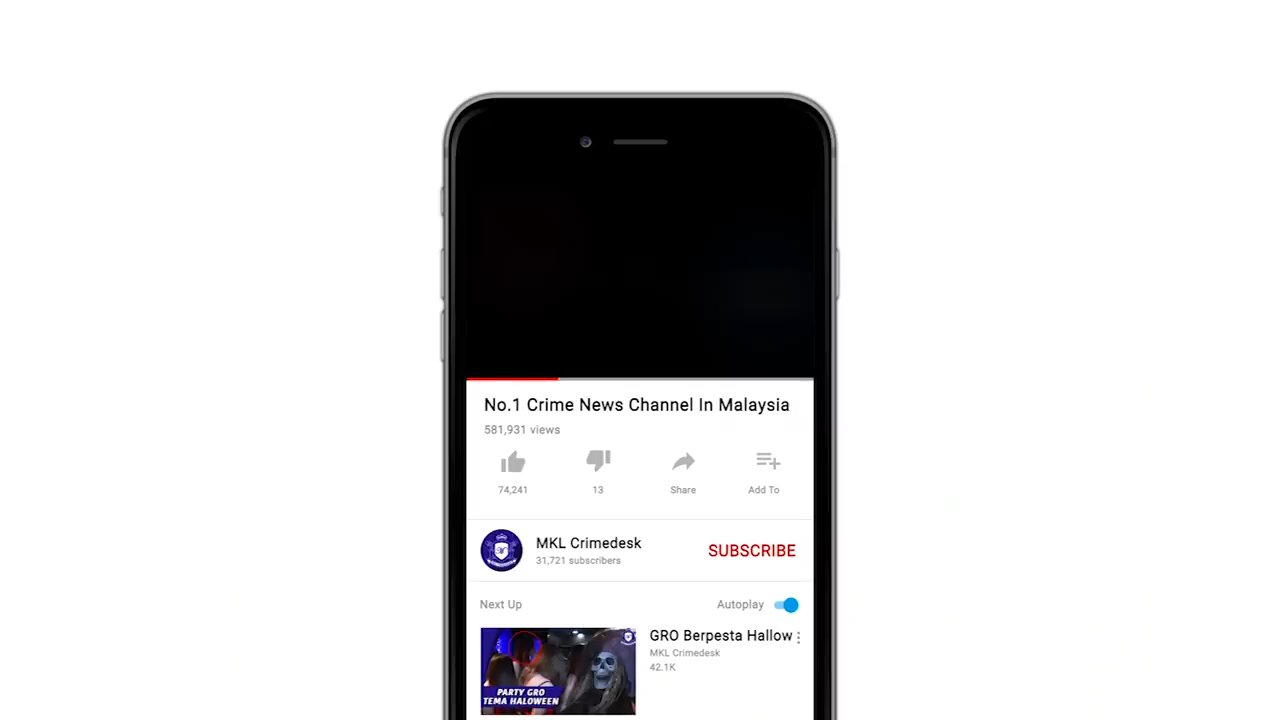 No.1 Crime News Channel In Malaysia
581,931 views
74,241
13
Share
Add To
MKL Crimedesk
31,721 subscribers
SUBSCRIBE
Next Up
Autoplay
GRO Berpesta Hallow
MKL Crimedesk
42.1K
PARTY GRO
TEMA HALOWEEN